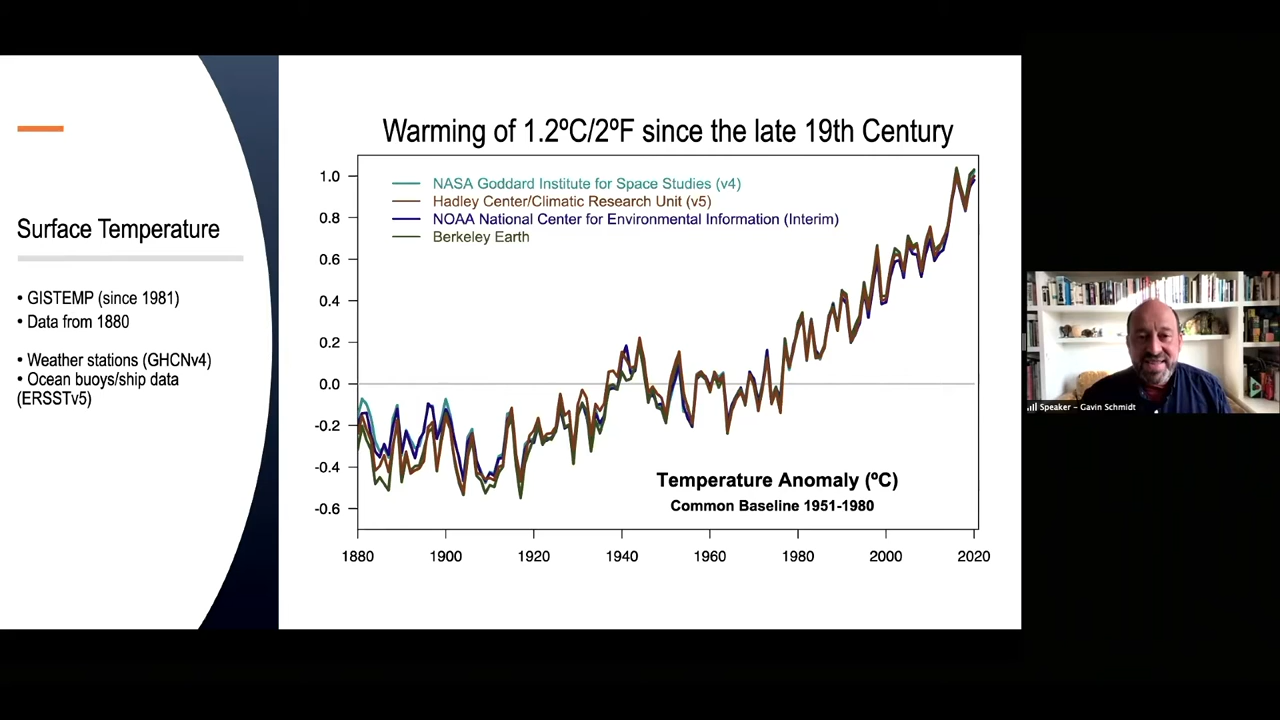 Surface Temperature
• GISTEMP (since 1981)
• Data from 1880
• Weather stations (GHCNv4)
• Ocean buoys/ship data
(ERSSTv5)
Warming of 1.2ºC/2ºF since the late 19th Century
NASA Goddard Institute for Space Studies (v4)
Hadley Center/Climatic Research Unit (v5)
NOAA National Center for Environmental Information (Interim)
Berkeley Earth
1.0
0.8
0.6
0.4
0.2
0.0
-0.2
-0.4
-0.6
Temperature Anomaly (ºC)
Common Baseline 1951-1980
1880 1900 1920 1940 1960 1980 2000 2020
Speaker – Gavin Schmidt